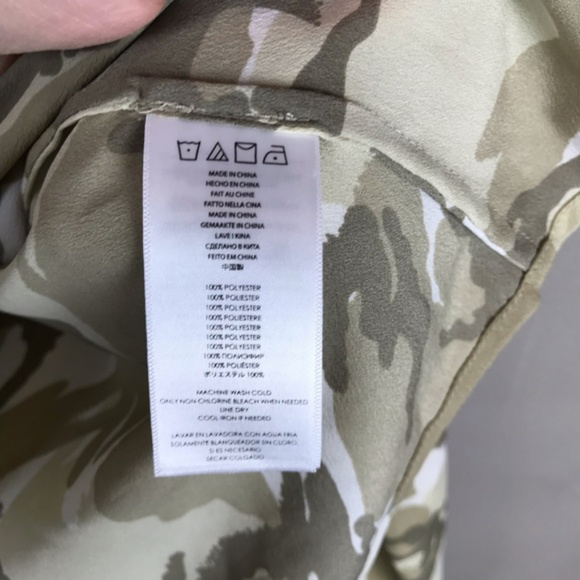 MADE IN CHINA
HECHO EN CHINA
FAIT AU CHINE
FATTO NELLA CINA
MADE IN CHINA
GEMAAKTE IN CHINA
LAVE I KINA
СДЕЛАНО В КИТА
FEITO EM CHINA
中国製
100% POLYESTER
100% POLIESTER
100% POLYESTER
100% POLIESTERE
100% POLYESTER
100% POLYESTER
100% POLYESTER
100% ПОЛИЭФИР
100% POLIÉSTER
ポリエステル 100%
MACHINE WASH COLD
ONLY NON CHLORINE BLEACH WHEN NEEDED
LINE DRY
COOL IRON IF NEEDED
LAVAR EN LAVADORA CON AGUA FRIA
SOLAMENTE BLANQUEADOR SIN CLORO,
SI ES NECESARIO
SECAR COLGADO